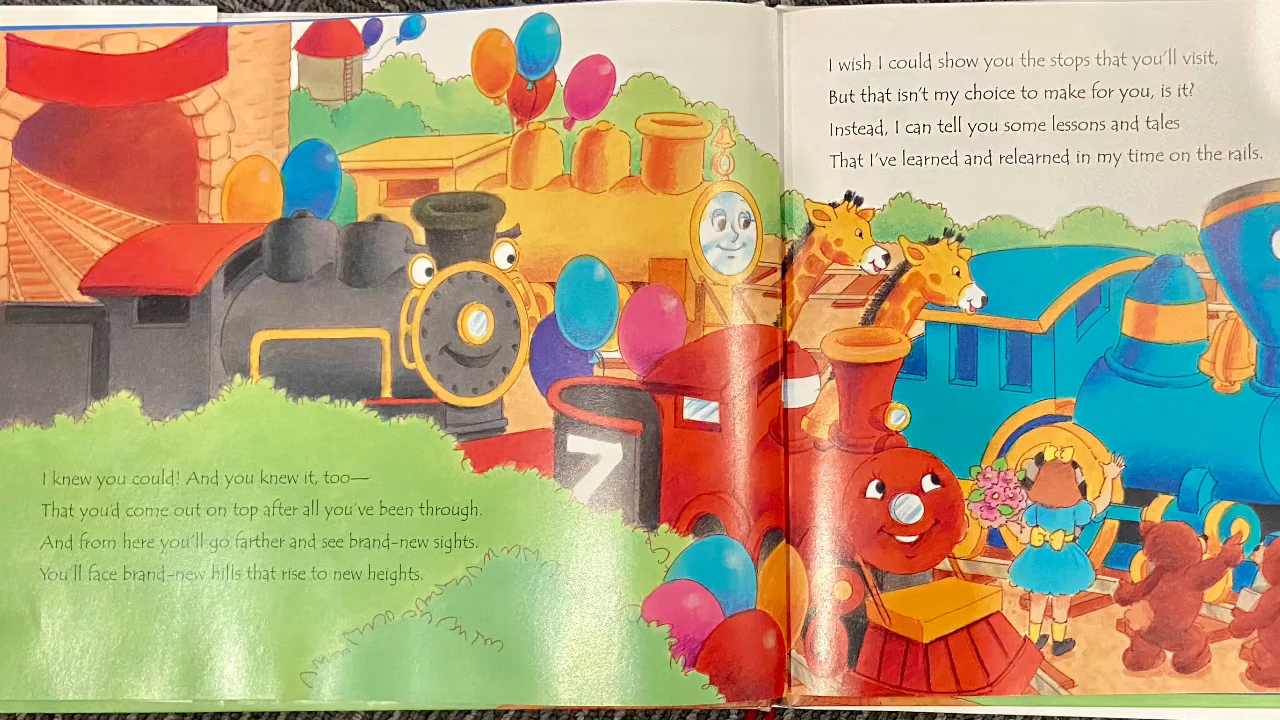 I knew you could! And you knew it, too—
That you'd come out on top after all you've been through.
And from here you'll go farther and see brand-new sights.
You'll face brand-new hills that rise to new heights.
7
I wish I could show you the stops that you'll visit,
But that isn't my choice to make for you, is it?
Instead, I can tell you some lessons and tales
That I've learned and relearned in my time on the rails.